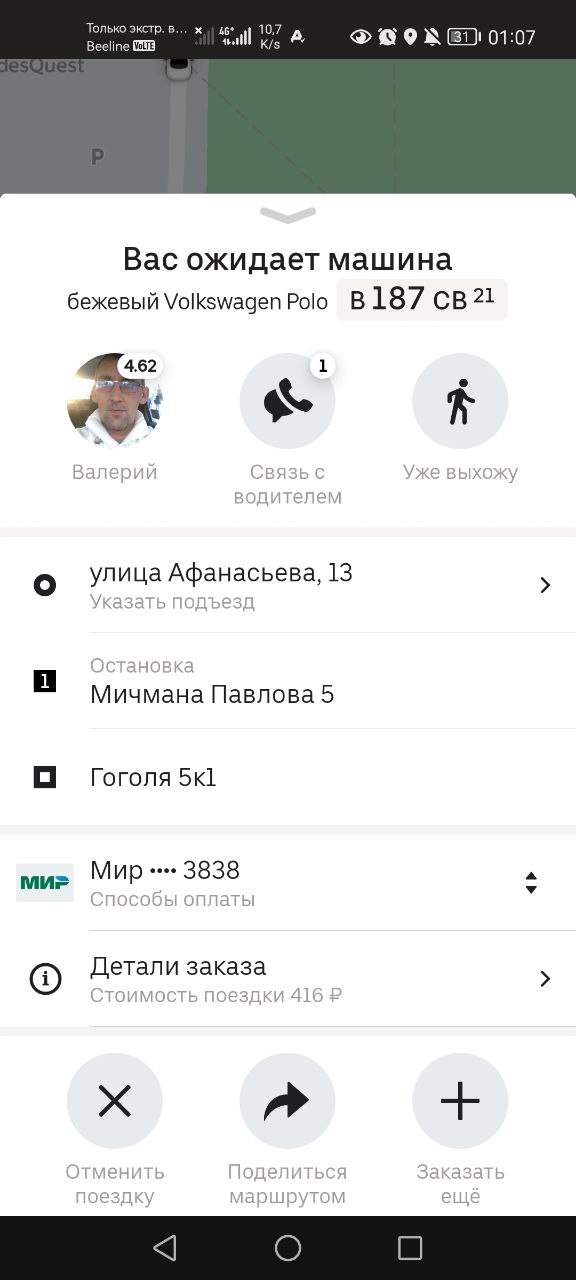 Только экстр. в...
Beeline VoLTE
4G+
10,7
K/s
31
01:07
desQuest
P
Вас ожидает машина
бежевый Volkswagen Polo
В 187 СВ 21
4.62
1
Валерий
Связь с
водителем
Уже выхожу
улица Афанасьева, 13
Указать подъезд
1
Остановка
Мичмана Павлова 5
Гоголя 5к1
МИР
Мир •••• 3838
Способы оплаты
Детали заказа
Стоимость поездки 416 ₽
Отменить
поездку
Поделиться
маршрутом
Заказать
ещё